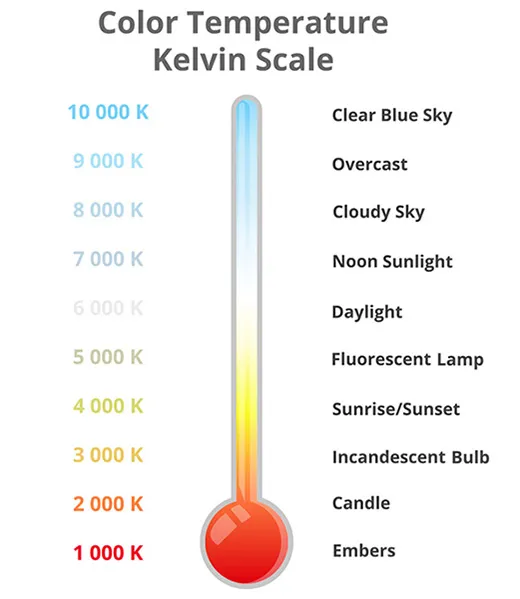 Color Temperature
Kelvin Scale
10 000 K Clear Blue Sky
9 000 K Overcast
8 000 K Cloudy Sky
7 000 K Noon Sunlight
6 000 K Daylight
5 000 K Fluorescent Lamp
4 000 K Sunrise/Sunset
3 000 K Incandescent Bulb
2 000 K Candle
1 000 K Embers